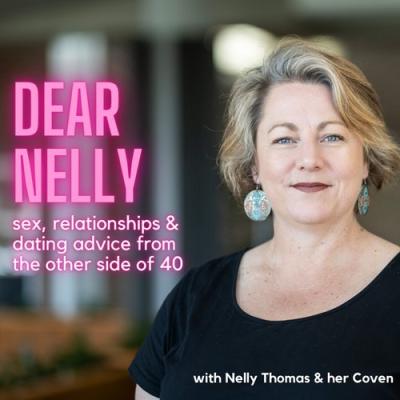 DEAR
NELLY
sex, relationships &
dating advice from
the other side of 40
with Nelly Thomas & her Coven